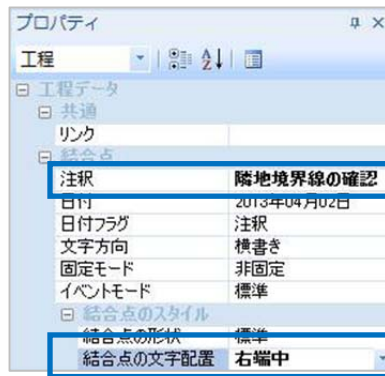 プロパティ
工程
工程データ
共通
リンク
結合点
注釈 隣地境界線の確認
日付 2013年04月02日
日付フラグ 注釈
文字方向 横書き
固定モード 非固定
イベントモード 標準
結合点のスタイル
結合点の形状 標準
結合点の文字配置 右端中